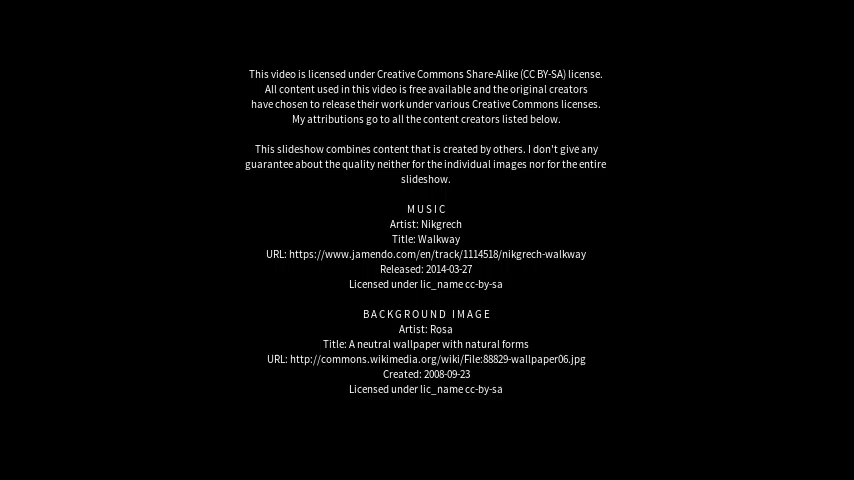 This video is licensed under Creative Commons Share-Alike (CC BY-SA) license.
All content used in this video is free available and the original creators
have chosen to release their work under various Creative Commons licenses.
My attributions go to all the content creators listed below.
This slideshow combines content that is created by others. I don't give any
guarantee about the quality neither for the individual images nor for the entire
slideshow.
MUSIC
Artist: Nikgrech
Title: Walkway
URL: https://www.jamendo.com/en/track/1114518/nikgrech-walkway
Released: 2014-03-27
Licensed under lic_name cc-by-sa
BACKGROUND IMAGE
Artist: Rosa
Title: A neutral wallpaper with natural forms
URL: http://commons.wikimedia.org/wiki/File:88829-wallpaper06.jpg
Created: 2008-09-23
Licensed under lic_name cc-by-sa